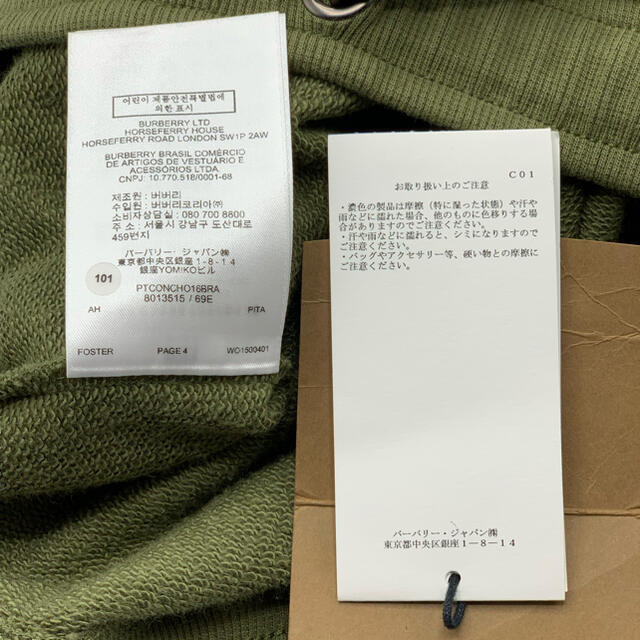 어린이 제품안전특별법에
의한 표시
BURBERRY LTD
HORSEFERRY HOUSE
HORSEFERRY ROAD LONDON SW1P 2AW
BURBERRY BRASIL COMÉRCIO
DE ARTIGOS DE VESTUÁRIO E
ACESSÓRIOS LTDA.
CNPJ: 10.770.518/0001-68
제조원 : 버버리
수입원 : 버버리코리아㈜
소비자상담실 : 080 700 8800
주 소 : 서울시 강남구 도산대로
459번지
バーバリー・ジャパン㈱
東京都中央区銀座1-8-14
銀座YOMIKOビル
101
PTCONCHO16BRA
8013515 / 69E
AH PITA
FOSTER PAGE 4 WO1500401
C01
お取り扱い上のご注意
・濃色の製品は摩擦（特に湿った状態）や汗や
雨などに濡れた場合、他のものに色移りする場
合がありますのでご注意ください。
・汗や雨などに濡れると、シミになりますので
ご注意ください。
・バッグやアクセサリー等、硬い物との摩擦に
ご注意ください。
バーバリー・ジャパン㈱
東京都中央区銀座1-8-14